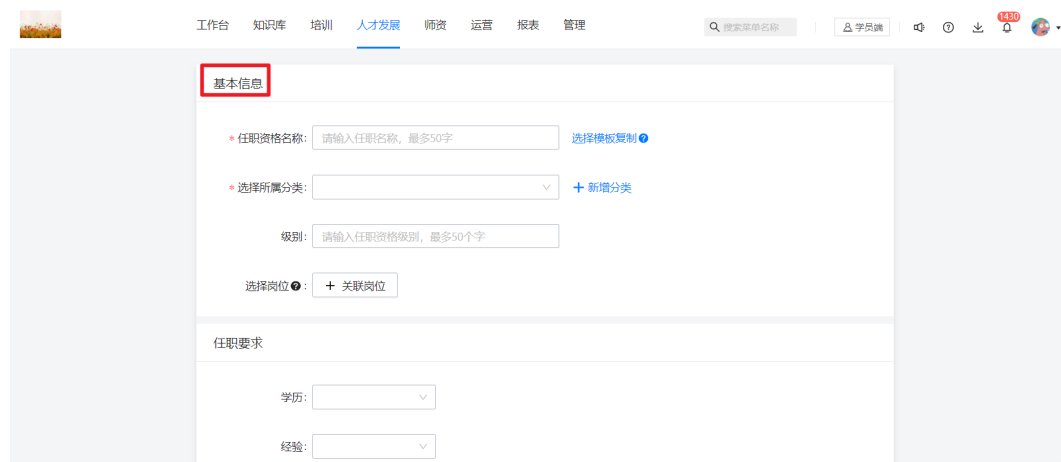 工作台 知识库 培训 人才发展 师资 运营 报表 管理 搜索菜单名称 学员端 1430
基本信息
* 任职资格名称: 请输入任职名称，最多50字 选择模板复制
* 选择所属分类: + 新增分类
级别: 请输入任职资格级别，最多50个字
选择岗位 : + 关联岗位
任职要求
学历:
经验: